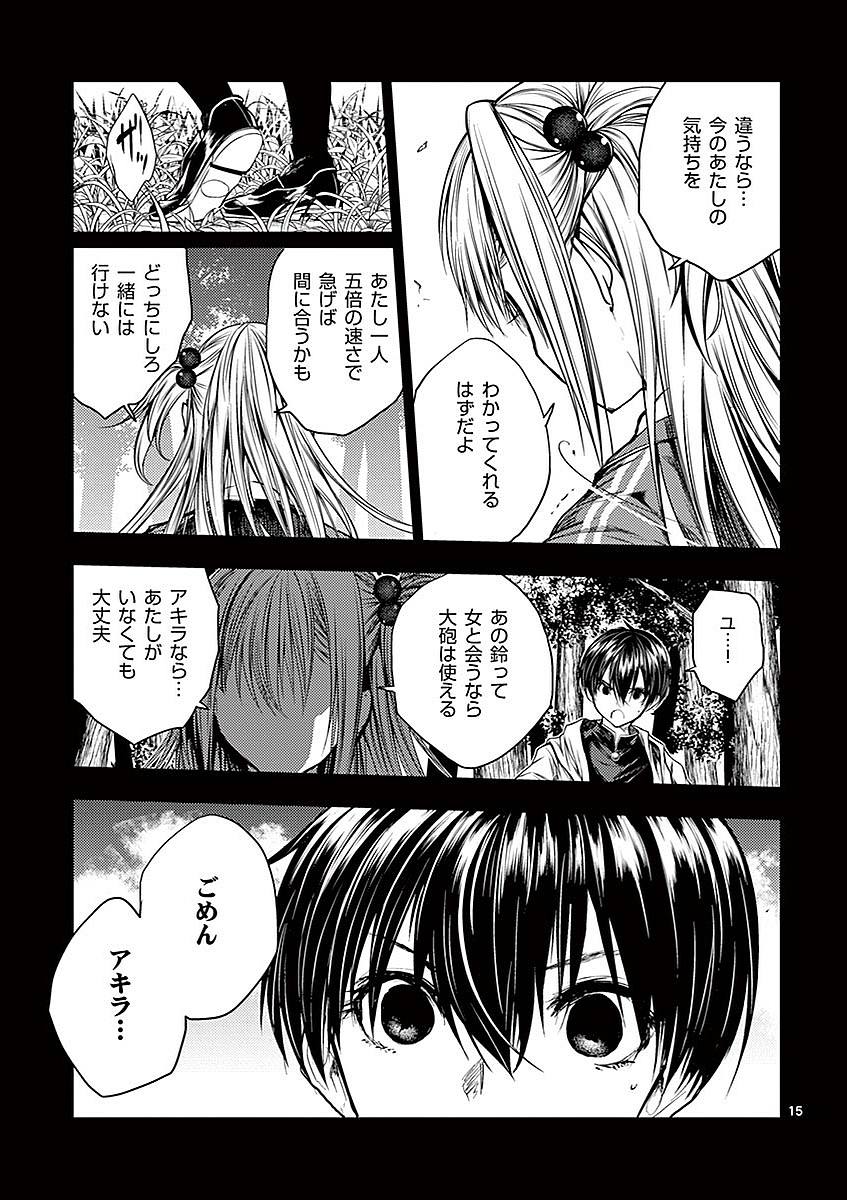 違うなら…
今のあたしの
気持ちを
わかってくれる
はずだよ
ザッ
あたし一人
五倍の速さで
急げば
間に合うかも
どっちにしろ
一緒には
行けない
ユ…！
あの鈴って
女と会うなら
大砲は使える
アキラなら…
あたしが
いなくても
大丈夫
ごめん
アキラ…
15